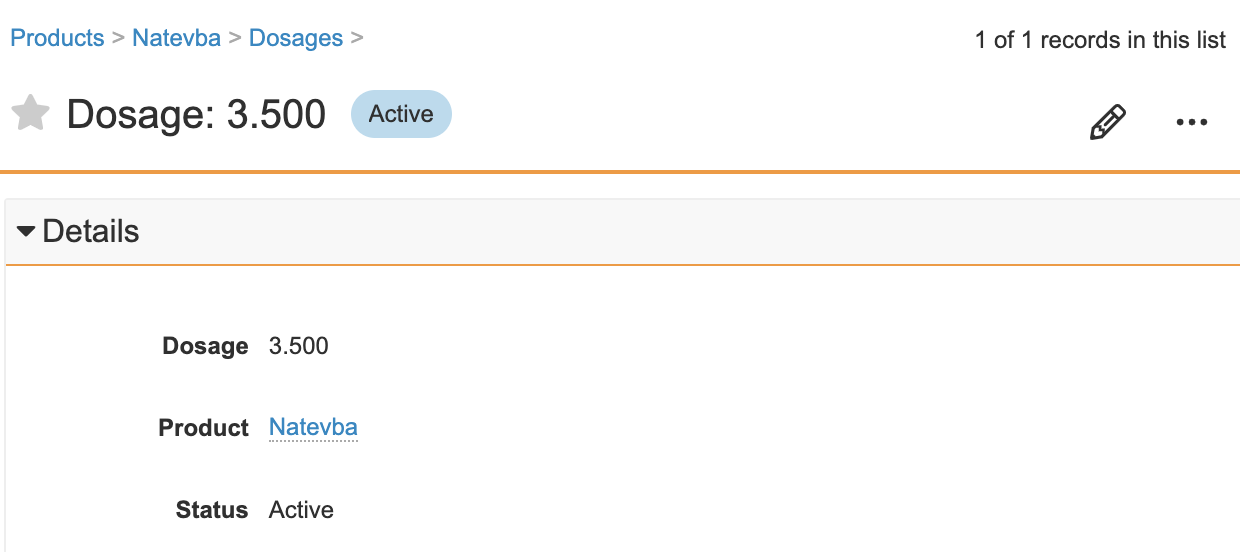 Products > Natevba > Dosages >
1 of 1 records in this list
Dosage: 3.500 Active
Details
Dosage 3.500
Product Natevba
Status Active